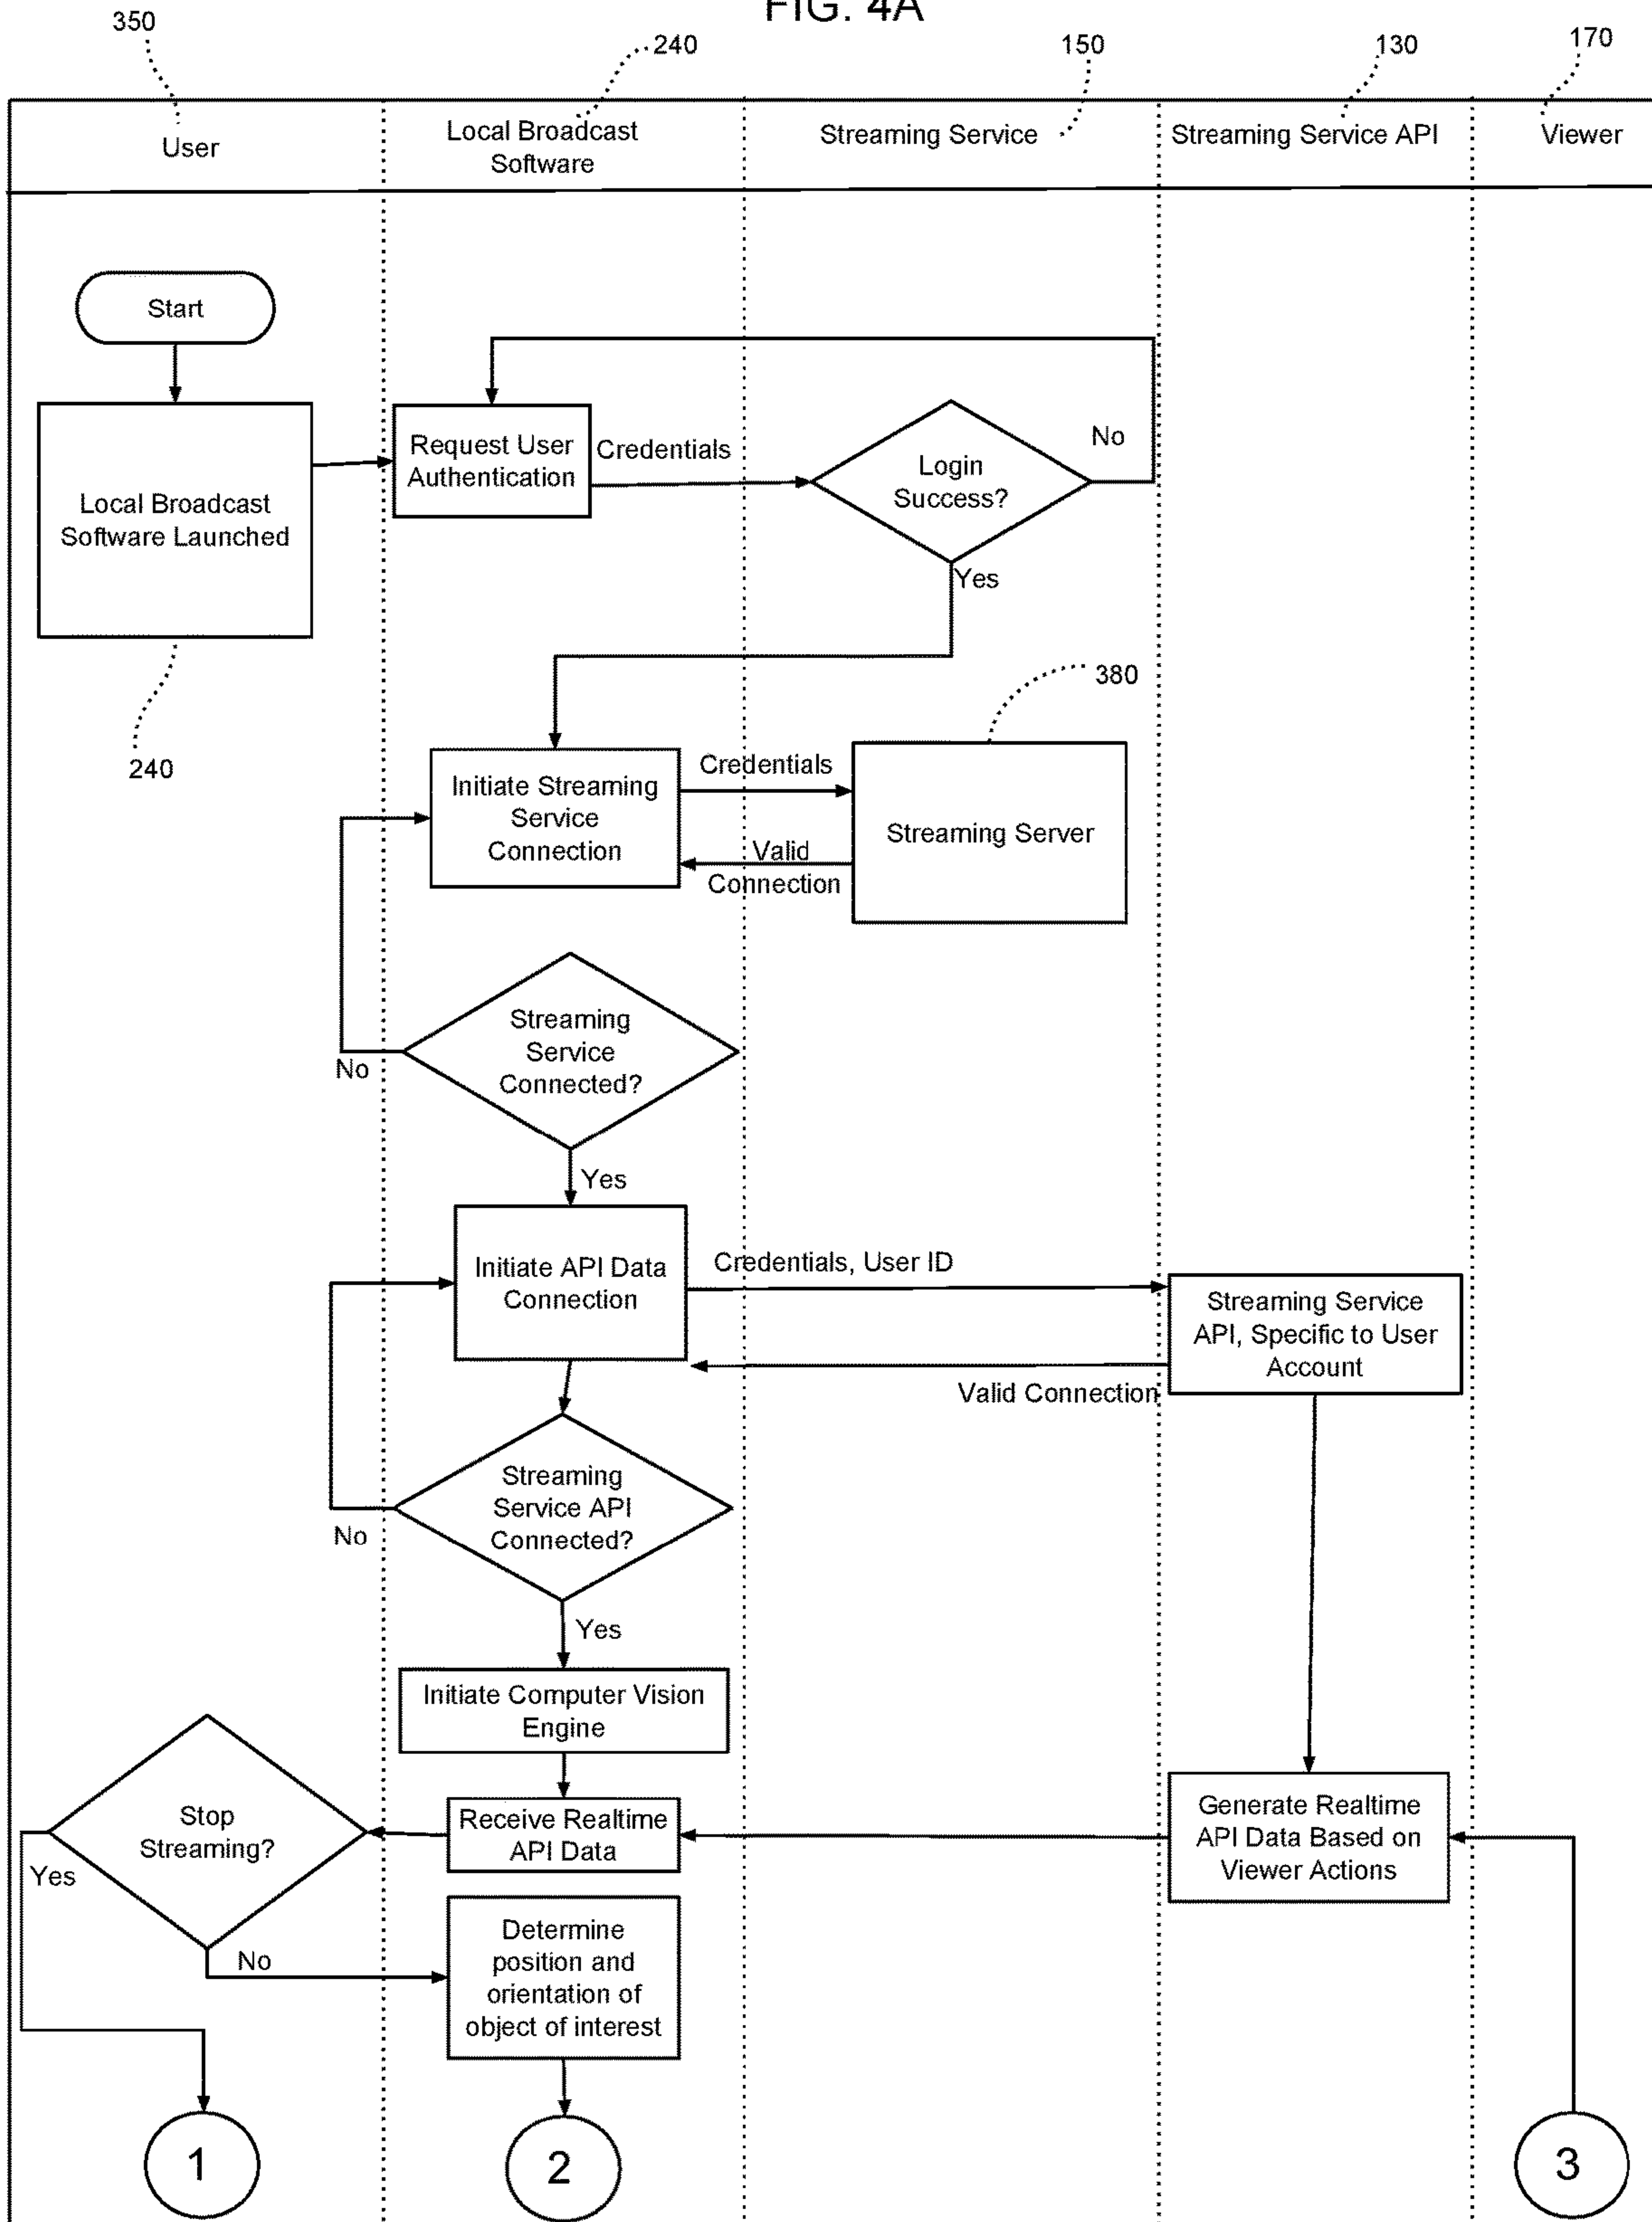 FIG. 4A
350
240
150
130
170
User
Local Broadcast
Software
Streaming Service
Streaming Service API
Viewer
Start
Local Broadcast
Software Launched
240
Request User
Authentication
Credentials
Login
Success?
No
Yes
380
Initiate Streaming
Service
Connection
Credentials
Valid
Connection
Streaming Server
Streaming
Service
Connected?
No
Yes
Initiate API Data
Connection
Credentials, User ID
Streaming Service
API, Specific to User
Account
Valid Connection
Streaming
Service API
Connected?
No
Yes
Initiate Computer Vision
Engine
Stop
Streaming?
Yes
No
Receive Realtime
API Data
Generate Realtime
API Data Based on
Viewer Actions
Determine
position and
orientation of
object of interest
1
2
3